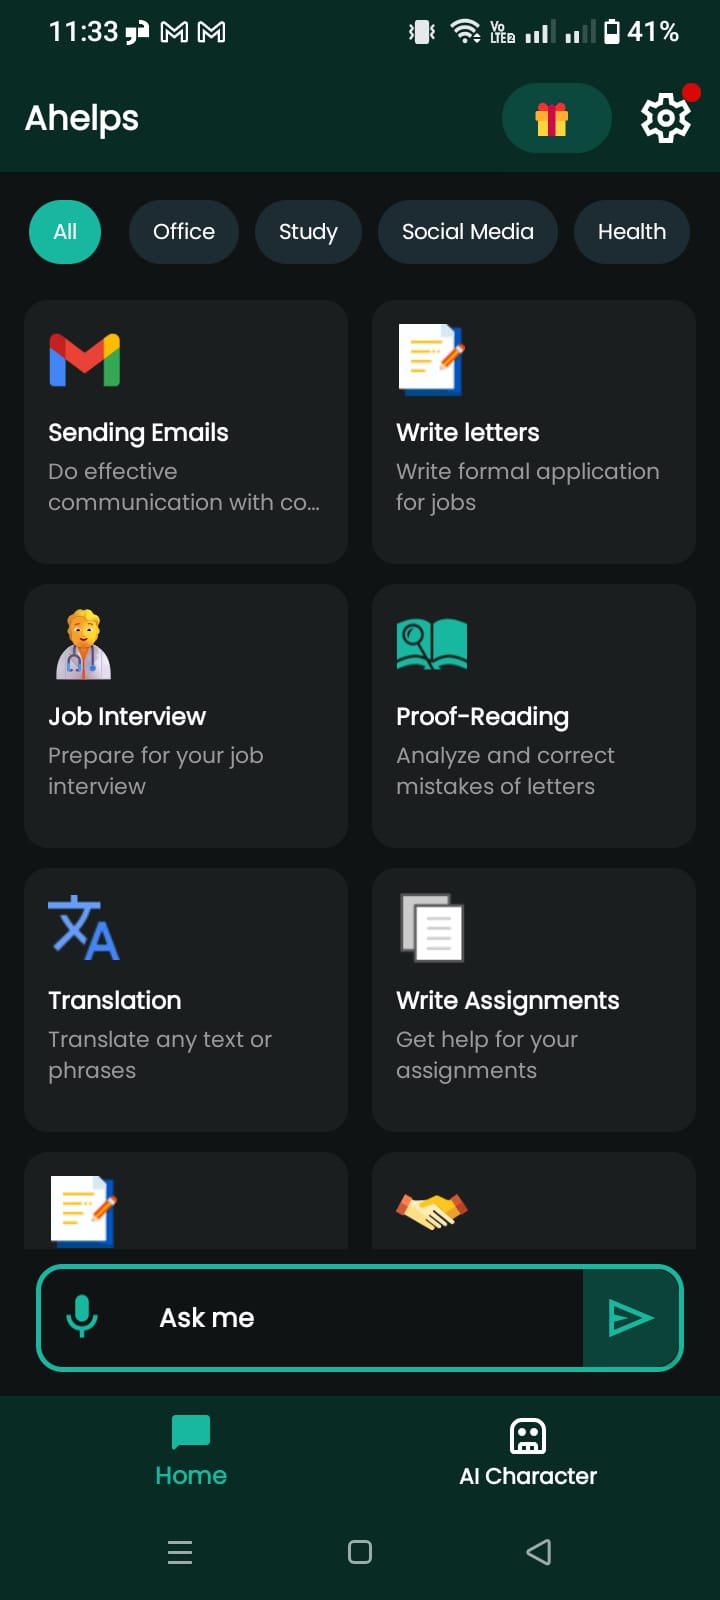 11:33 41%
Vo
LTE2
Ahelps
All Office Study Social Media Health
Sending Emails
Do effective
communication with co...
Write letters
Write formal application
for jobs
Job Interview
Prepare for your job
interview
Proof-Reading
Analyze and correct
mistakes of letters
Translation
Translate any text or
phrases
Write Assignments
Get help for your
assignments
Ask me
Home
AI Character